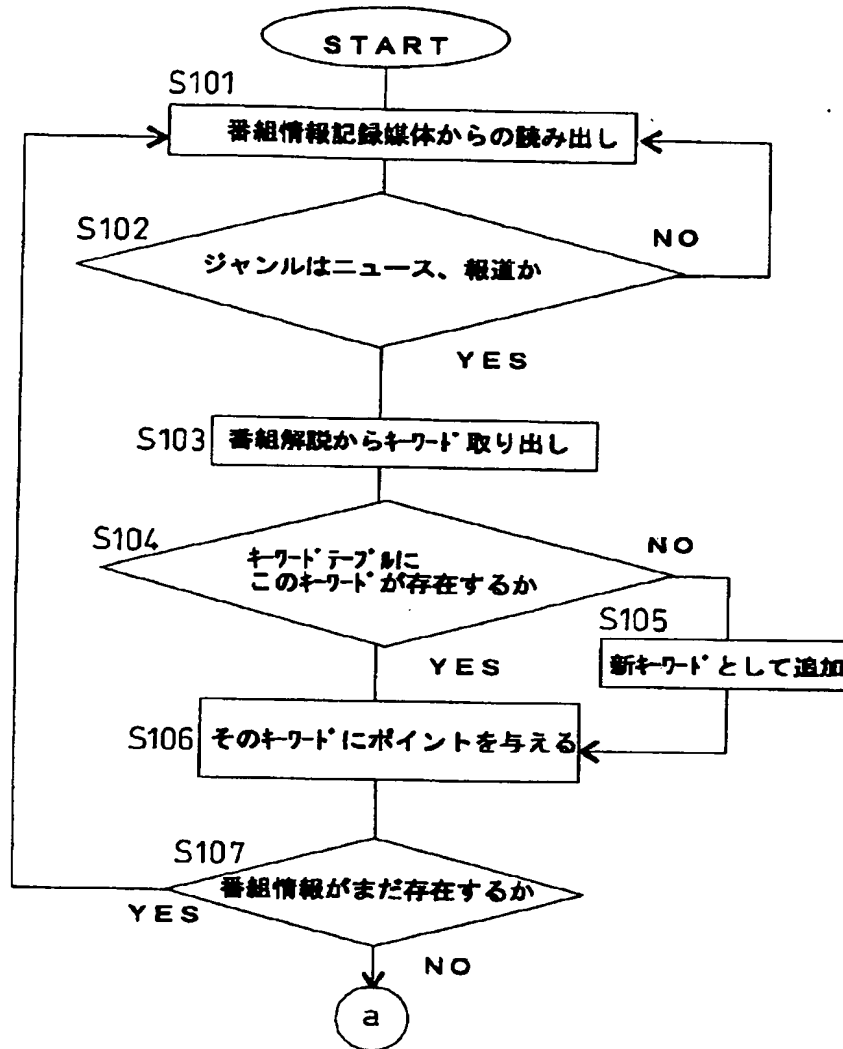 START
S101
番組情報記録媒体からの読み出し
S102
NO
ジャンルはニュース、報道か
YES
S103
番組解説からキーワード取り出し
S104
NO
キーワードテーブルに
このキーワードが存在するか
S105
YES
新キーワードとして追加
S106
そのキーワードにポイントを与える
S107
番組情報がまだ存在するか
YES
NO
a